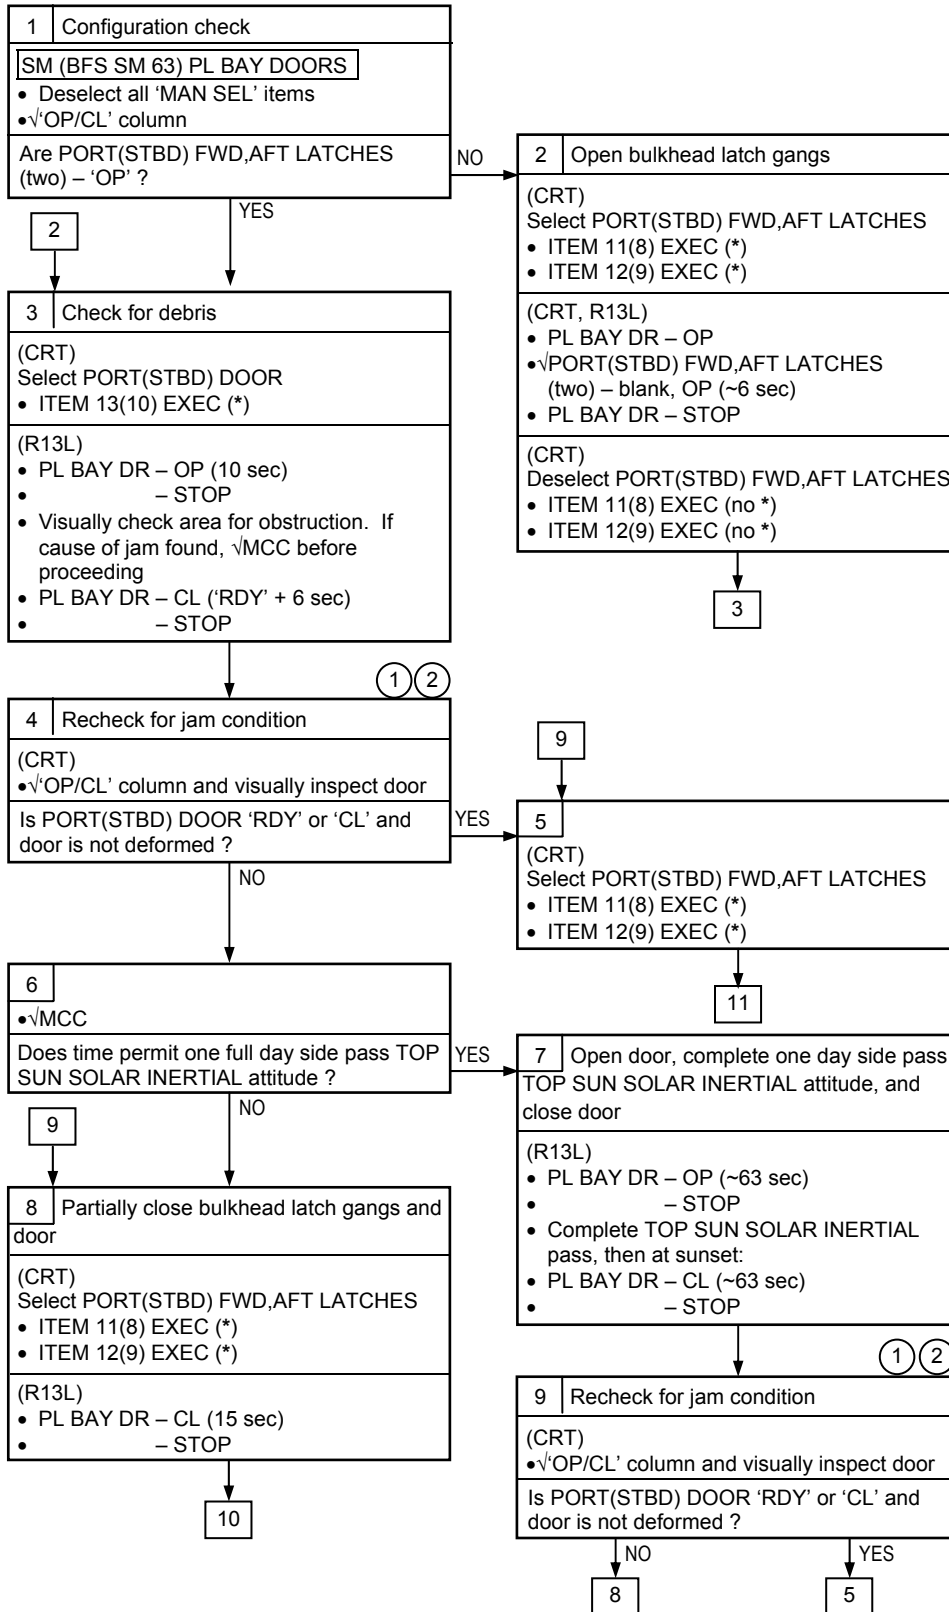 1 Configuration check
SM (BFS SM 63) PL BAY DOORS
• Deselect all 'MAN SEL' items
•√'OP/CL' column
Are PORT(STBD) FWD,AFT LATCHES
(two) – 'OP' ?
NO
YES
2 Open bulkhead latch gangs
(CRT)
Select PORT(STBD) FWD,AFT LATCHES
• ITEM 11(8) EXEC (*)
• ITEM 12(9) EXEC (*)
(CRT, R13L)
• PL BAY DR – OP
•√PORT(STBD) FWD,AFT LATCHES
(two) – blank, OP (~6 sec)
• PL BAY DR – STOP
(CRT)
Deselect PORT(STBD) FWD,AFT LATCHES
• ITEM 11(8) EXEC (no *)
• ITEM 12(9) EXEC (no *)
3
2
3 Check for debris
(CRT)
Select PORT(STBD) DOOR
• ITEM 13(10) EXEC (*)
(R13L)
• PL BAY DR – OP (10 sec)
• – STOP
• Visually check area for obstruction. If
cause of jam found, √MCC before
proceeding
• PL BAY DR – CL ('RDY' + 6 sec)
• – STOP
1 2
4 Recheck for jam condition
(CRT)
•√'OP/CL' column and visually inspect door
Is PORT(STBD) DOOR 'RDY' or 'CL' and
door is not deformed ?
YES
NO
9
5
(CRT)
Select PORT(STBD) FWD,AFT LATCHES
• ITEM 11(8) EXEC (*)
• ITEM 12(9) EXEC (*)
11
6
•√MCC
Does time permit one full day side pass TOP
SUN SOLAR INERTIAL attitude ?
YES
NO
7 Open door, complete one day side pass
TOP SUN SOLAR INERTIAL attitude, and
close door
(R13L)
• PL BAY DR – OP (~63 sec)
• – STOP
• Complete TOP SUN SOLAR INERTIAL
pass, then at sunset:
• PL BAY DR – CL (~63 sec)
• – STOP
9
8 Partially close bulkhead latch gangs and
door
(CRT)
Select PORT(STBD) FWD,AFT LATCHES
• ITEM 11(8) EXEC (*)
• ITEM 12(9) EXEC (*)
(R13L)
• PL BAY DR – CL (15 sec)
• – STOP
10
1 2
9 Recheck for jam condition
(CRT)
•√'OP/CL' column and visually inspect door
Is PORT(STBD) DOOR 'RDY' or 'CL' and
door is not deformed ?
NO
YES
8
5